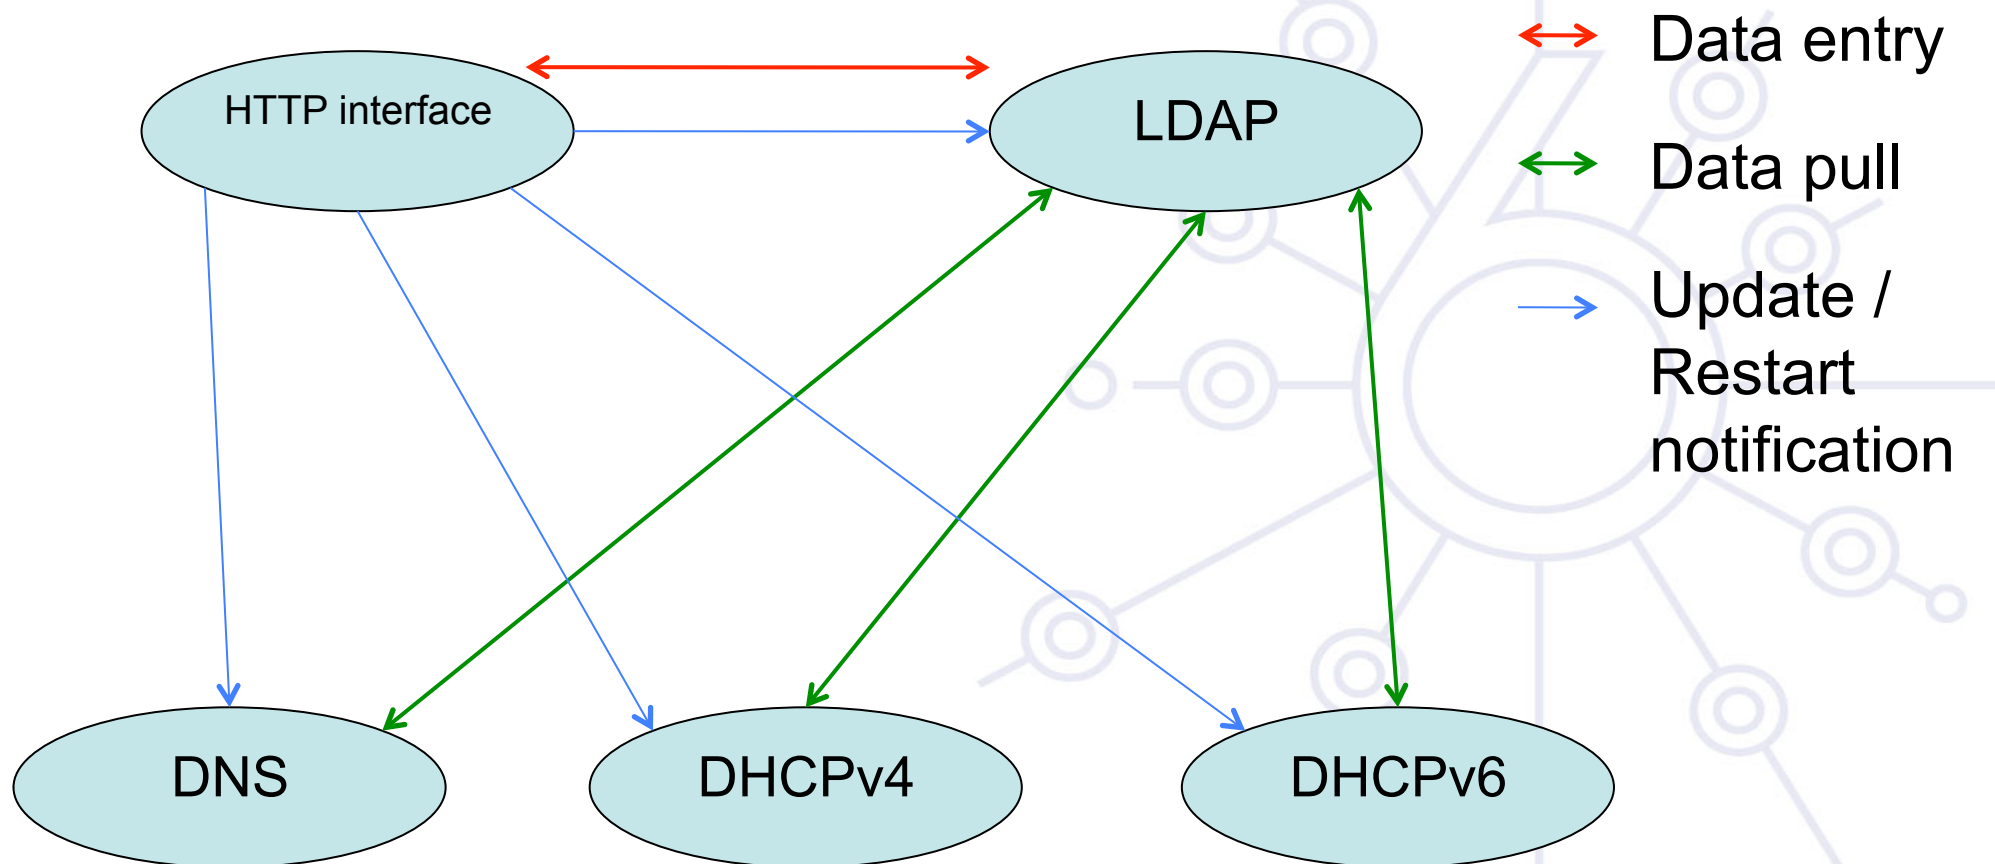 HTTP interface
LDAP
DNS
DHCPv4
DHCPv6
Data entry
Data pull
Update /
Restart
notification